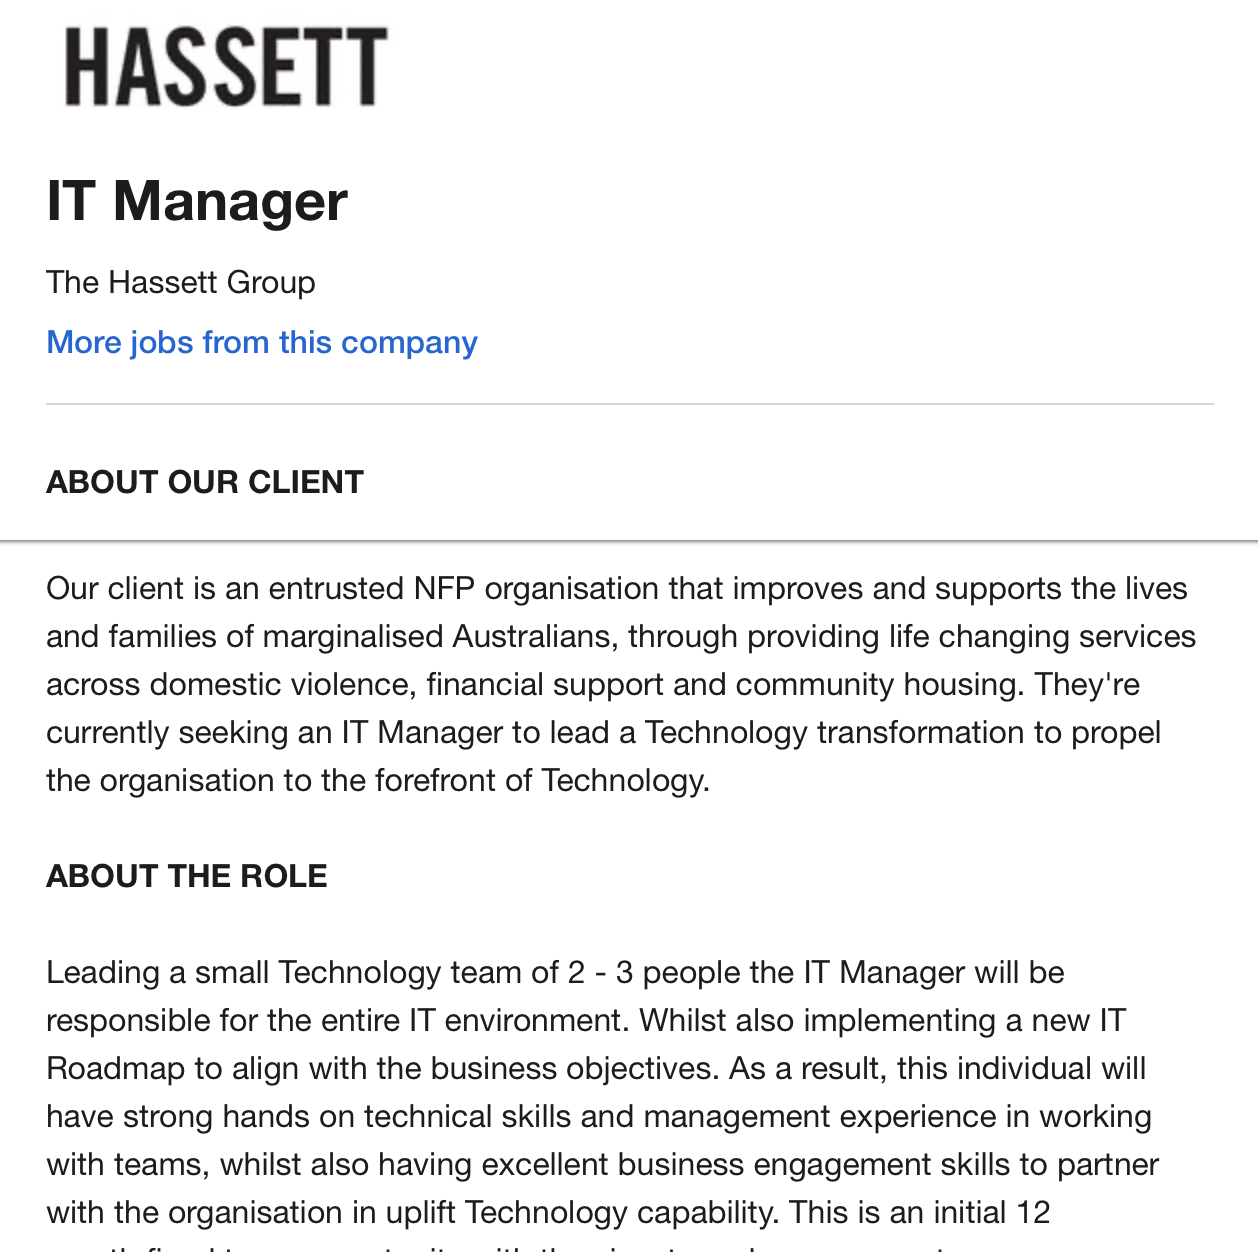 HASSETT
IT Manager
The Hassett Group
More jobs from this company
ABOUT OUR CLIENT
Our client is an entrusted NFP organisation that improves and supports the lives
and families of marginalised Australians, through providing life changing services
across domestic violence, financial support and community housing. They're
currently seeking an IT Manager to lead a Technology transformation to propel
the organisation to the forefront of Technology.
ABOUT THE ROLE
Leading a small Technology team of 2 - 3 people the IT Manager will be
responsible for the entire IT environment. Whilst also implementing a new IT
Roadmap to align with the business objectives. As a result, this individual will
have strong hands on technical skills and management experience in working
with teams, whilst also having excellent business engagement skills to partner
with the organisation in uplift Technology capability. This is an initial 12